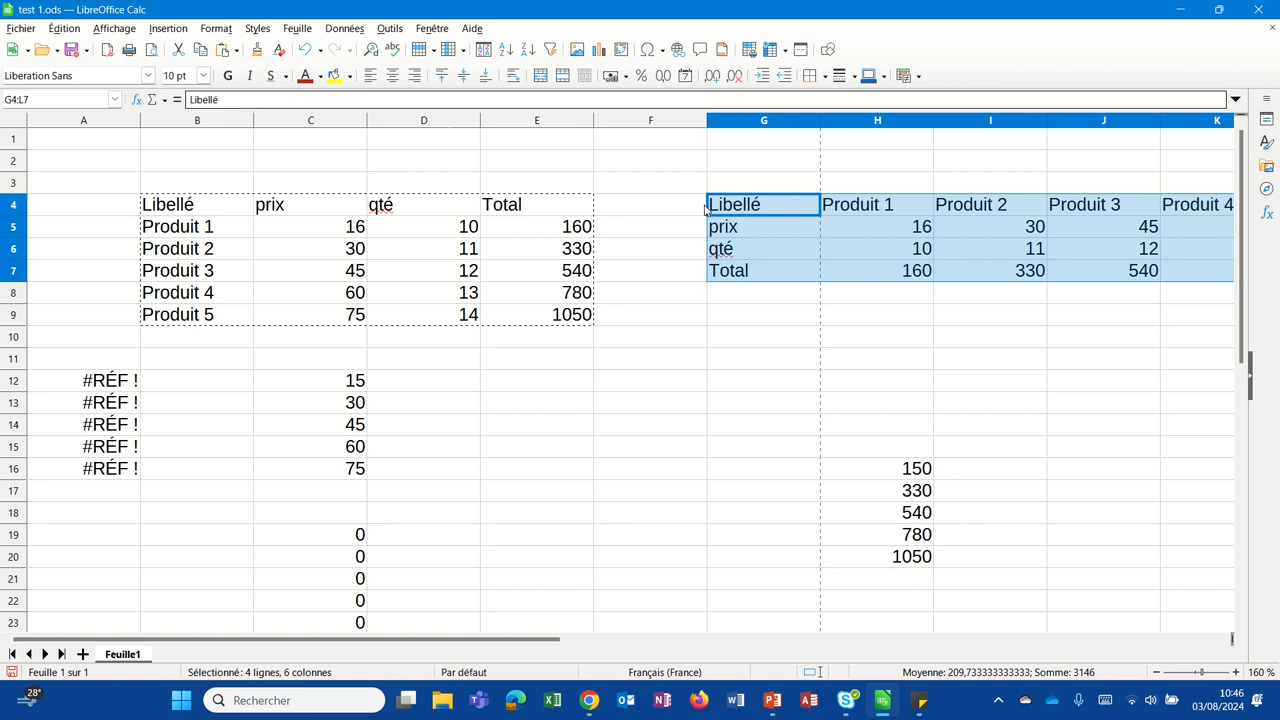 test 1.ods — LibreOffice Calc
Fichier Édition Affichage Insertion Format Styles Feuille Données Outils Fenêtre Aide
Liberation Sans 10 pt
G4:L7 Libellé
A B C D E F G H I J K
1
2
3
4 Libellé prix qté Total Libellé Produit 1 Produit 2 Produit 3 Produit 4
5 Produit 1 16 10 160 prix 16 30 45
6 Produit 2 30 11 330 qté 10 11 12
7 Produit 3 45 12 540 Total 160 330 540
8 Produit 4 60 13 780
9 Produit 5 75 14 1050
10
11
12 #RÉF ! 15
13 #RÉF ! 30
14 #RÉF ! 45
15 #RÉF ! 60
16 #RÉF ! 75 150
17 330
18 540
19 0 780
20 0 1050
21 0
22 0
23 0
Feuille1
Feuille 1 sur 1 Sélectionné: 4 lignes, 6 colonnes Par défaut Français (France) Moyenne: 209,733333333333; Somme: 3146 160 %
28° Rechercher 10:46
03/08/2024